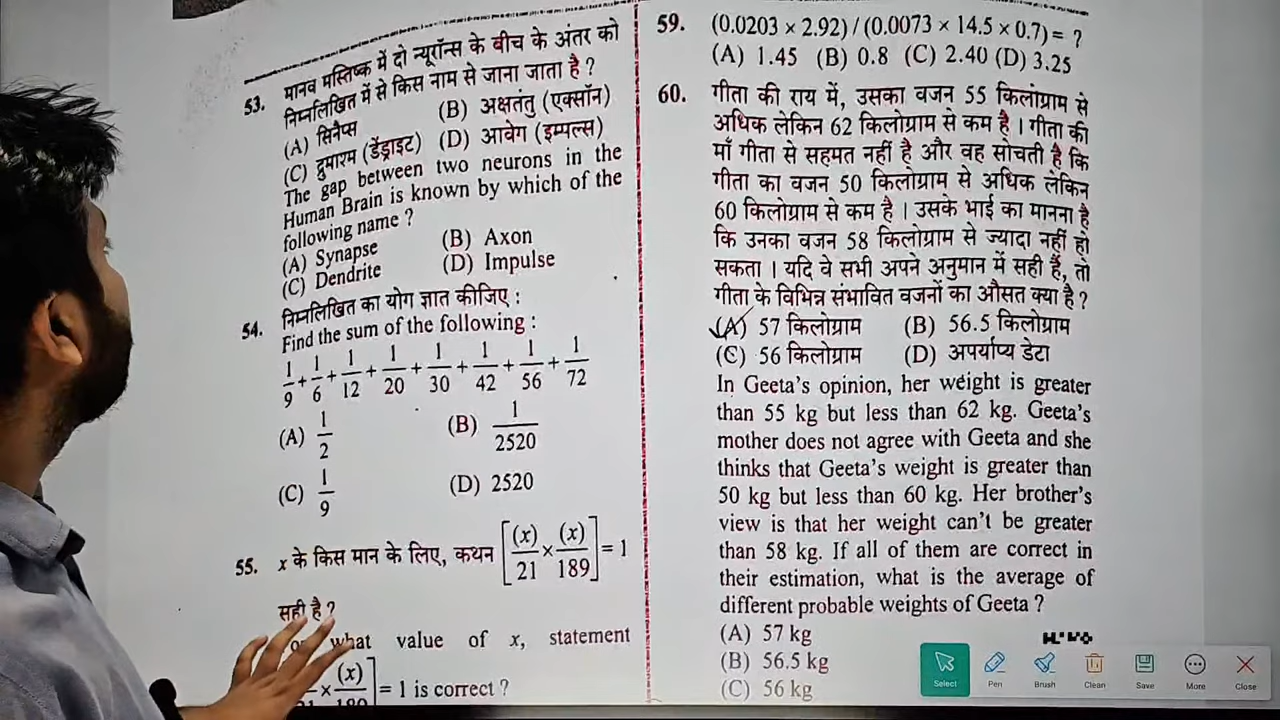 53. मानव मस्तिष्क में दो न्यूरॉन्स के बीच के अंतर को
निम्नलिखित में से किस नाम से जाना जाता है ?
(A) सिनैप्स (B) अक्षतंतु (एक्सॉन)
(C) द्रुमाश्म (डेंड्राइट) (D) आवेग (इम्पल्स)
The gap between two neurons in the
Human Brain is known by which of the
following name ?
(A) Synapse (B) Axon
(C) Dendrite (D) Impulse
54. निम्नलिखित का योग ज्ञात कीजिए :
Find the sum of the following :
1/9 + 1/6 + 1/12 + 1/20 + 1/30 + 1/42 + 1/56 + 1/72
(A) 1/2 (B) 1/2520
(C) 1/9 (D) 2520
55. x के किस मान के लिए, कथन [(x)/21 × (x)/189] = 1
सही है ?
what value of x, statement
× (x)/189] = 1 is correct ?
59. (0.0203 × 2.92) / (0.0073 × 14.5 × 0.7) = ?
(A) 1.45 (B) 0.8 (C) 2.40 (D) 3.25
60. गीता की राय में, उसका वजन 55 किलोग्राम से
अधिक लेकिन 62 किलोग्राम से कम है । गीता की
माँ गीता से सहमत नहीं है और वह सोचती है कि
गीता का वजन 50 किलोग्राम से अधिक लेकिन
60 किलोग्राम से कम है । उसके भाई का मानना है
कि उनका वजन 58 किलोग्राम से ज्यादा नहीं हो
सकता । यदि वे सभी अपने अनुमान में सही हैं, तो
गीता के विभिन्न संभावित वजनों का औसत क्या है ?
(A) 57 किलोग्राम (B) 56.5 किलोग्राम
(C) 56 किलोग्राम (D) अपर्याप्य डेटा
In Geeta's opinion, her weight is greater
than 55 kg but less than 62 kg. Geeta's
mother does not agree with Geeta and she
thinks that Geeta's weight is greater than
50 kg but less than 60 kg. Her brother's
view is that her weight can't be greater
than 58 kg. If all of them are correct in
their estimation, what is the average of
different probable weights of Geeta ?
(A) 57 kg
(B) 56.5 kg
(C) 56 kg
Select Pen Brush Clean Save More Close